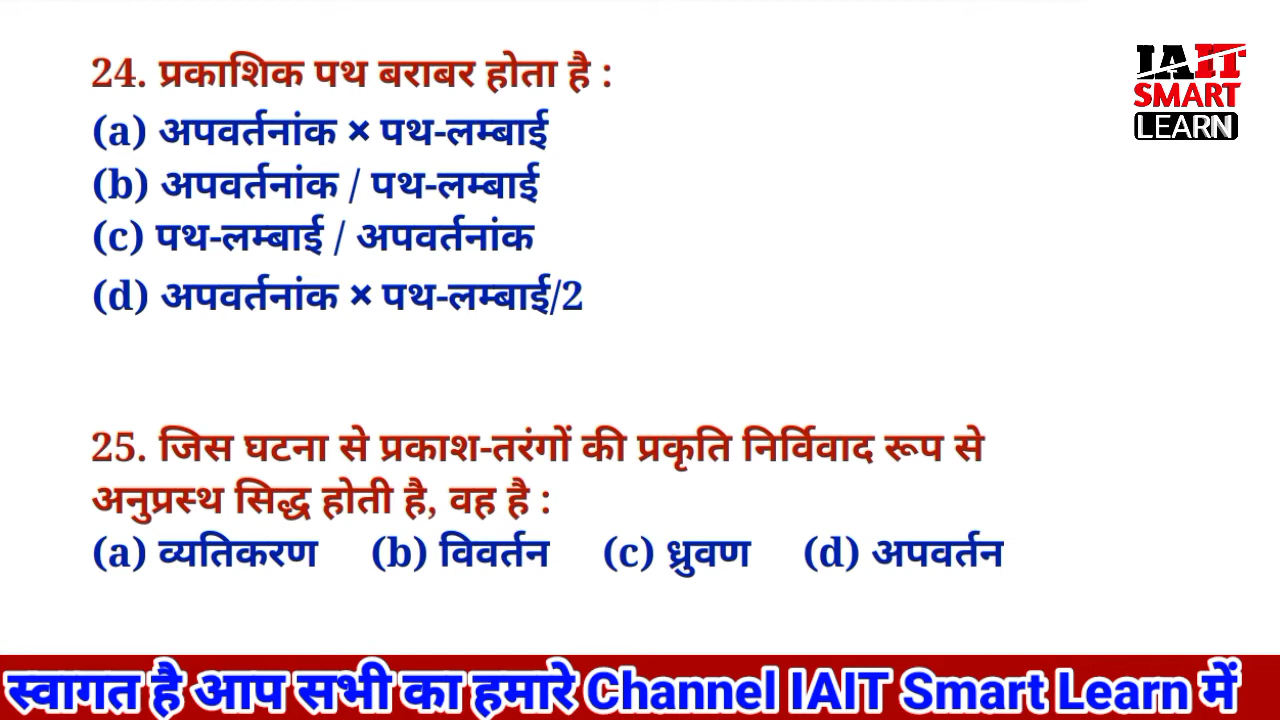 24. प्रकाशिक पथ बराबर होता है :
(a) अपवर्तनांक × पथ-लम्बाई
(b) अपवर्तनांक / पथ-लम्बाई
(c) पथ-लम्बाई / अपवर्तनांक
(d) अपवर्तनांक × पथ-लम्बाई/2
IAIT
SMART
LEARN
25. जिस घटना से प्रकाश-तरंगों की प्रकृति निर्विवाद रूप से
अनुप्रस्थ सिद्ध होती है, वह है :
(a) व्यतिकरण (b) विवर्तन (c) ध्रुवण (d) अपवर्तन
स्वागत है आप सभी का हमारे Channel IAIT Smart Learn में